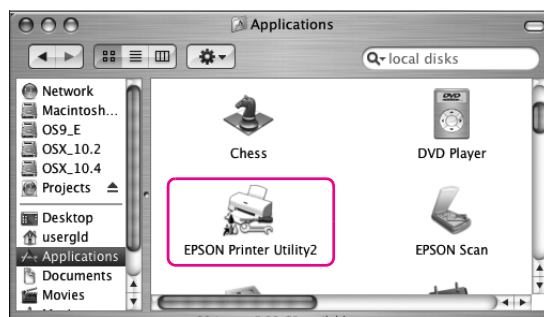 Applications
local disks
Network
Macintosh...
OS9_E
OSX_10.2
OSX_10.4
Projects
Desktop
usergld
Applications
Documents
Movies
Chess
DVD
DVD Player
EPSON Printer Utility2
EPSON Scan